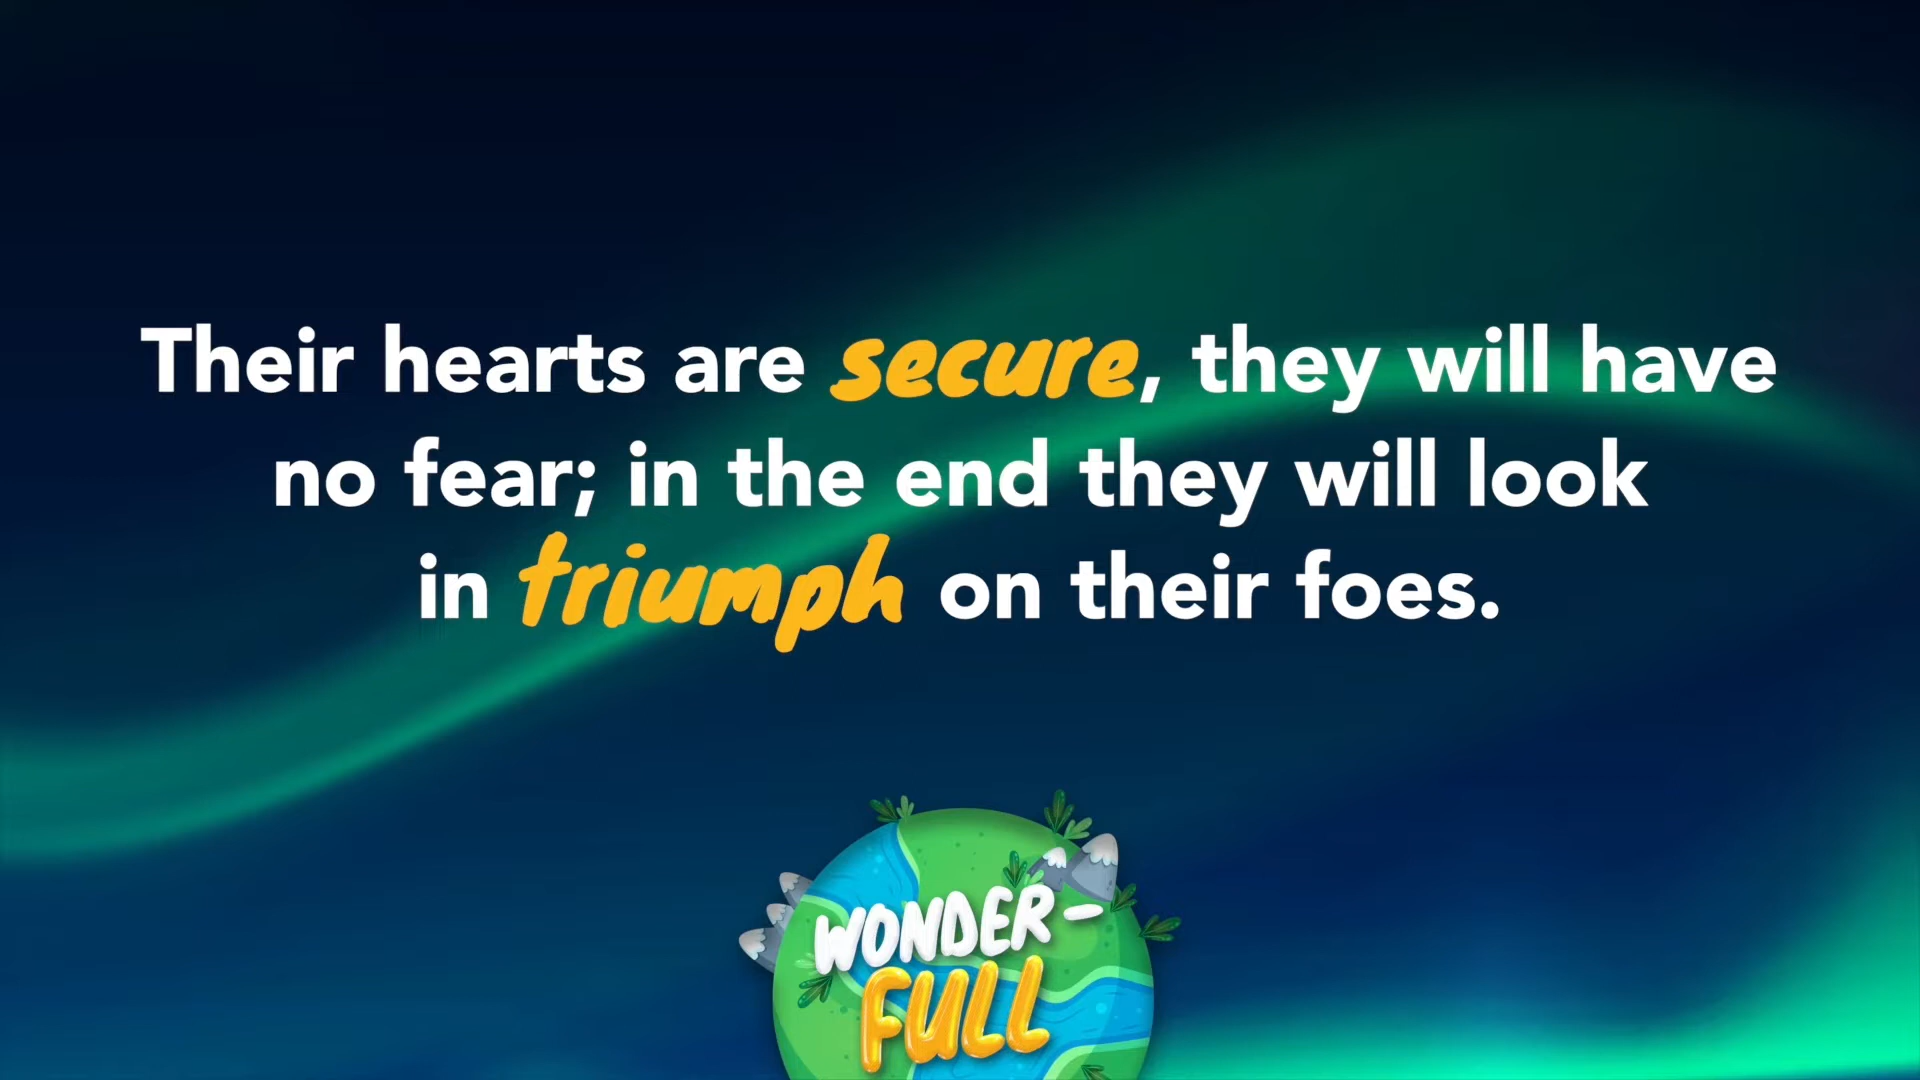 Their hearts are secure, they will have
no fear; in the end they will look
in triumph on their foes.
WONDER-
FULL